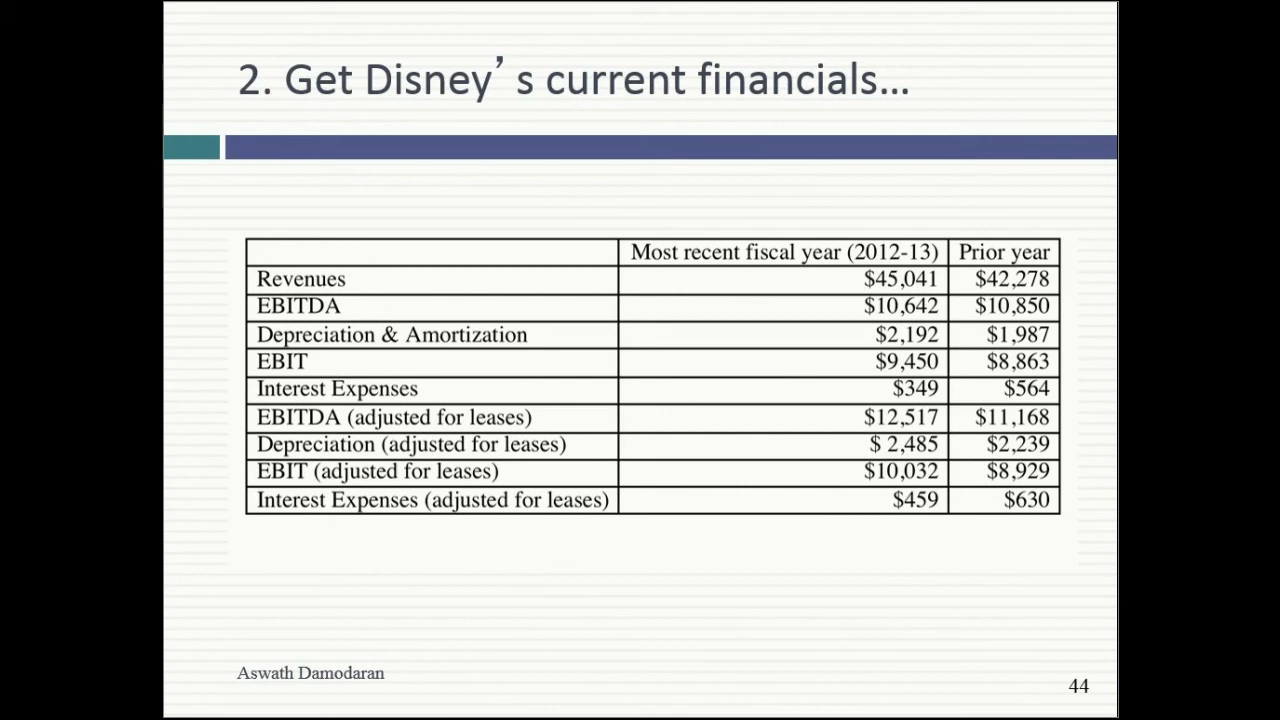 2. Get Disney’s current financials…
Most recent fiscal year (2012-13) Prior year
Revenues $45,041 $42,278
EBITDA $10,642 $10,850
Depreciation & Amortization $2,192 $1,987
EBIT $9,450 $8,863
Interest Expenses $349 $564
EBITDA (adjusted for leases) $12,517 $11,168
Depreciation (adjusted for leases) $ 2,485 $2,239
EBIT (adjusted for leases) $10,032 $8,929
Interest Expenses (adjusted for leases) $459 $630
Aswath Damodaran
44